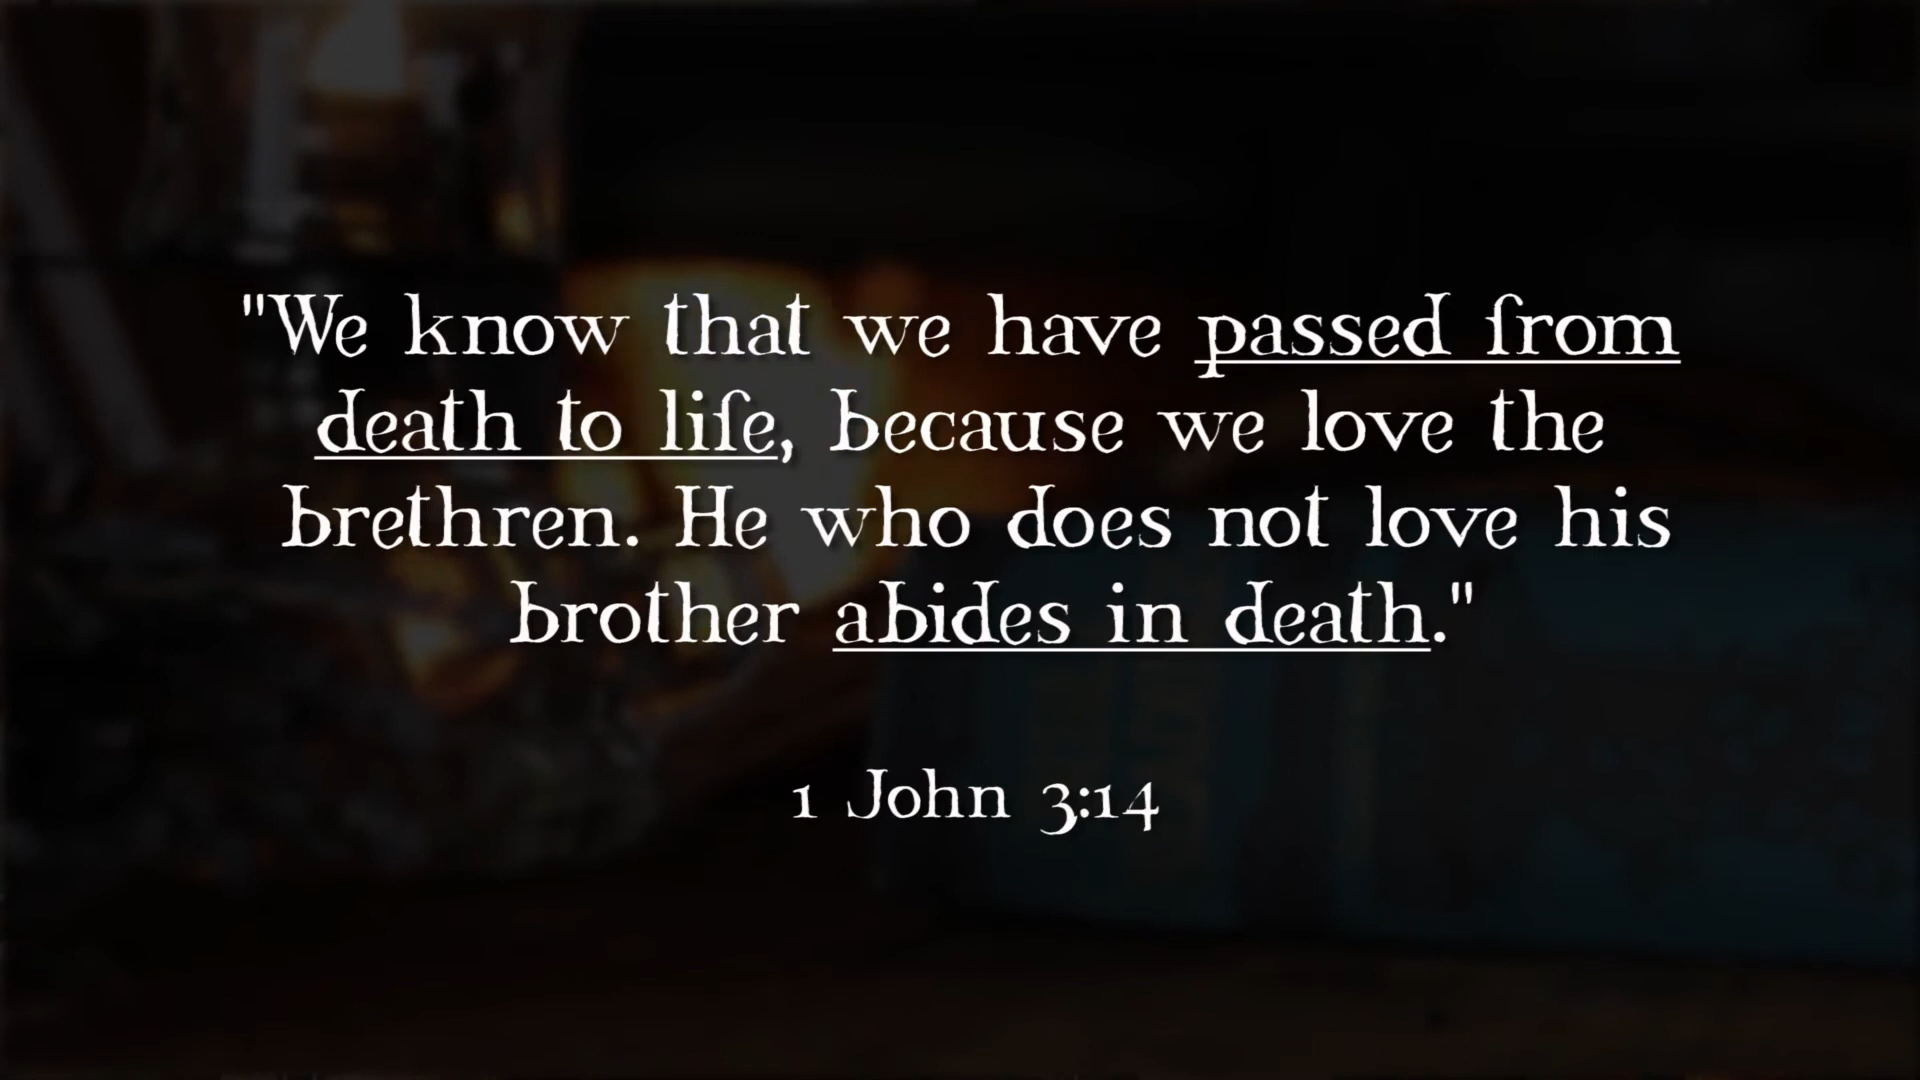 "We know that we have passed from
death to life, because we love the
brethren. He who does not love his
brother abides in death."
1 John 3:14